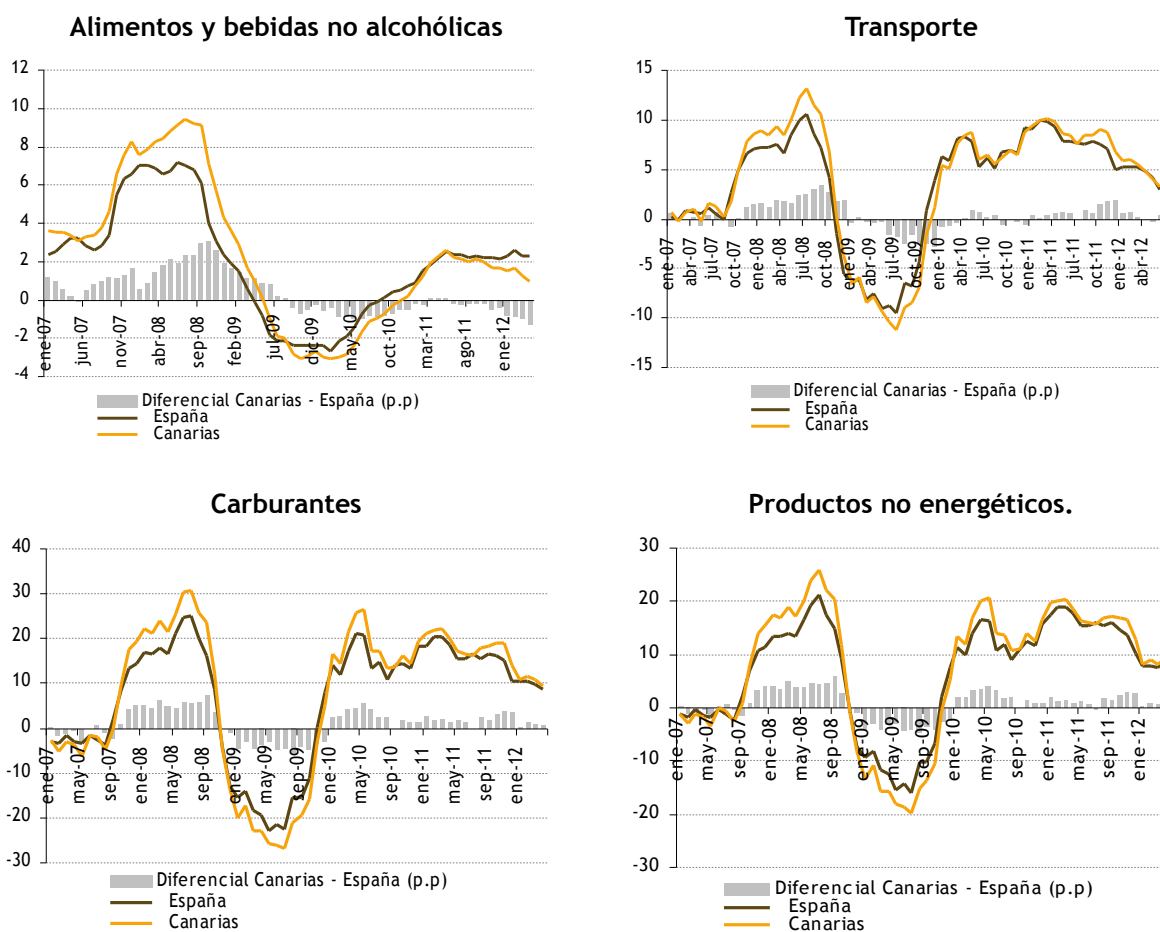 Alimentos y bebidas no alcohólicas
12
10
8
6
4
2
0
-2
-4
ene-07
jun-07
nov-07
abr-08
sep-08
feb-09
jul-09
dic-09
may-10
oct-10
mar-11
ago-11
ene-12
Diferencial Canarias - España (p.p)
España
Canarias
Transporte
15
10
5
0
-5
-10
-15
ene-07
abr-07
jul-07
oct-07
ene-08
abr-08
jul-08
oct-08
ene-09
abr-09
jul-09
oct-09
ene-10
abr-10
jul-10
oct-10
ene-11
abr-11
jul-11
oct-11
ene-12
abr-12
Diferencial Canarias - España (p.p)
España
Canarias
Carburantes
40
30
20
10
0
-10
-20
-30
ene-07
may-07
sep-07
ene-08
may-08
sep-08
ene-09
may-09
sep-09
ene-10
may-10
sep-10
ene-11
may-11
sep-11
ene-12
Diferencial Canarias - España (p.p)
España
Canarias
Productos no energéticos.
30
20
10
0
-10
-20
-30
ene-07
may-07
sep-07
ene-08
may-08
sep-08
ene-09
may-09
sep-09
ene-10
may-10
sep-10
ene-11
may-11
sep-11
ene-12
Diferencial Canarias - España (p.p)
España
Canarias